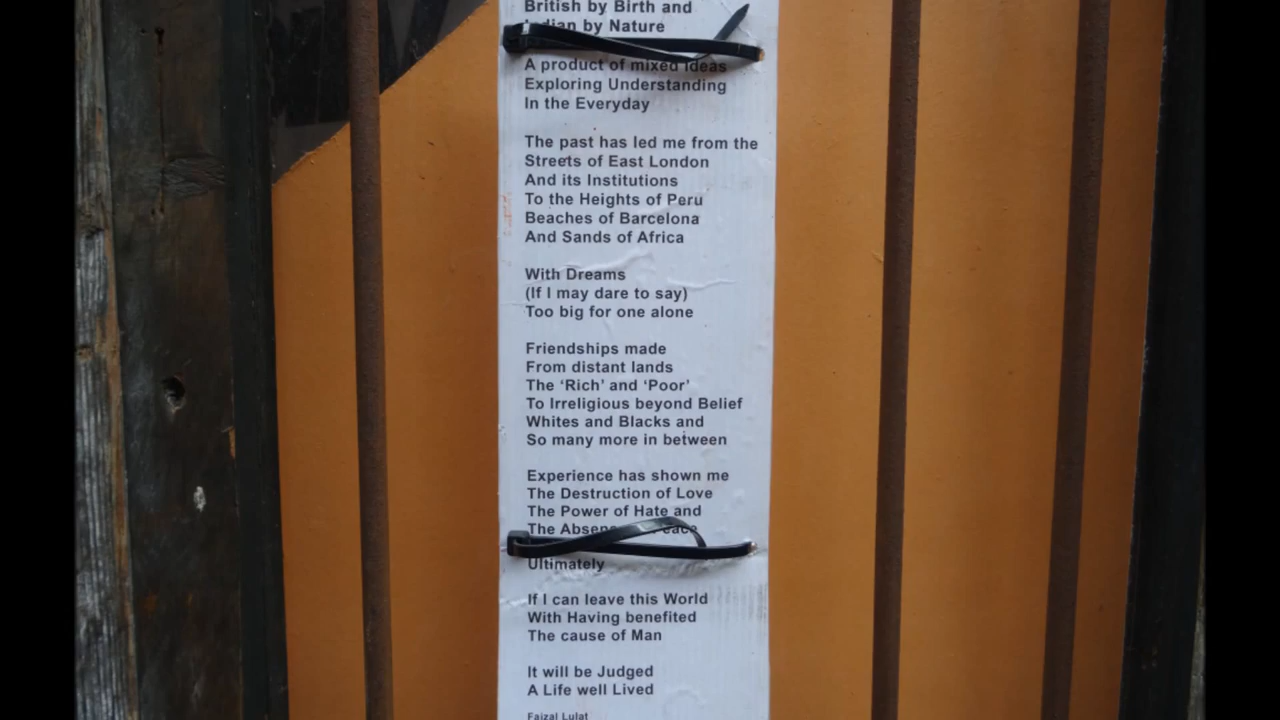 British by Birth and
Indian by Nature
A product of mixed ideas
Exploring Understanding
In the Everyday
The past has led me from the
Streets of East London
And its Institutions
To the Heights of Peru
Beaches of Barcelona
And Sands of Africa
With Dreams
(If I may dare to say)
Too big for one alone
Friendships made
From distant lands
The ‘Rich’ and ‘Poor’
To Irreligious beyond Belief
Whites and Blacks and
So many more in between
Experience has shown me
The Destruction of Love
The Power of Hate and
The
Ultimately
If I can leave this World
With Having benefited
The cause of Man
It will be Judged
A Life well Lived
Faizal Lulat